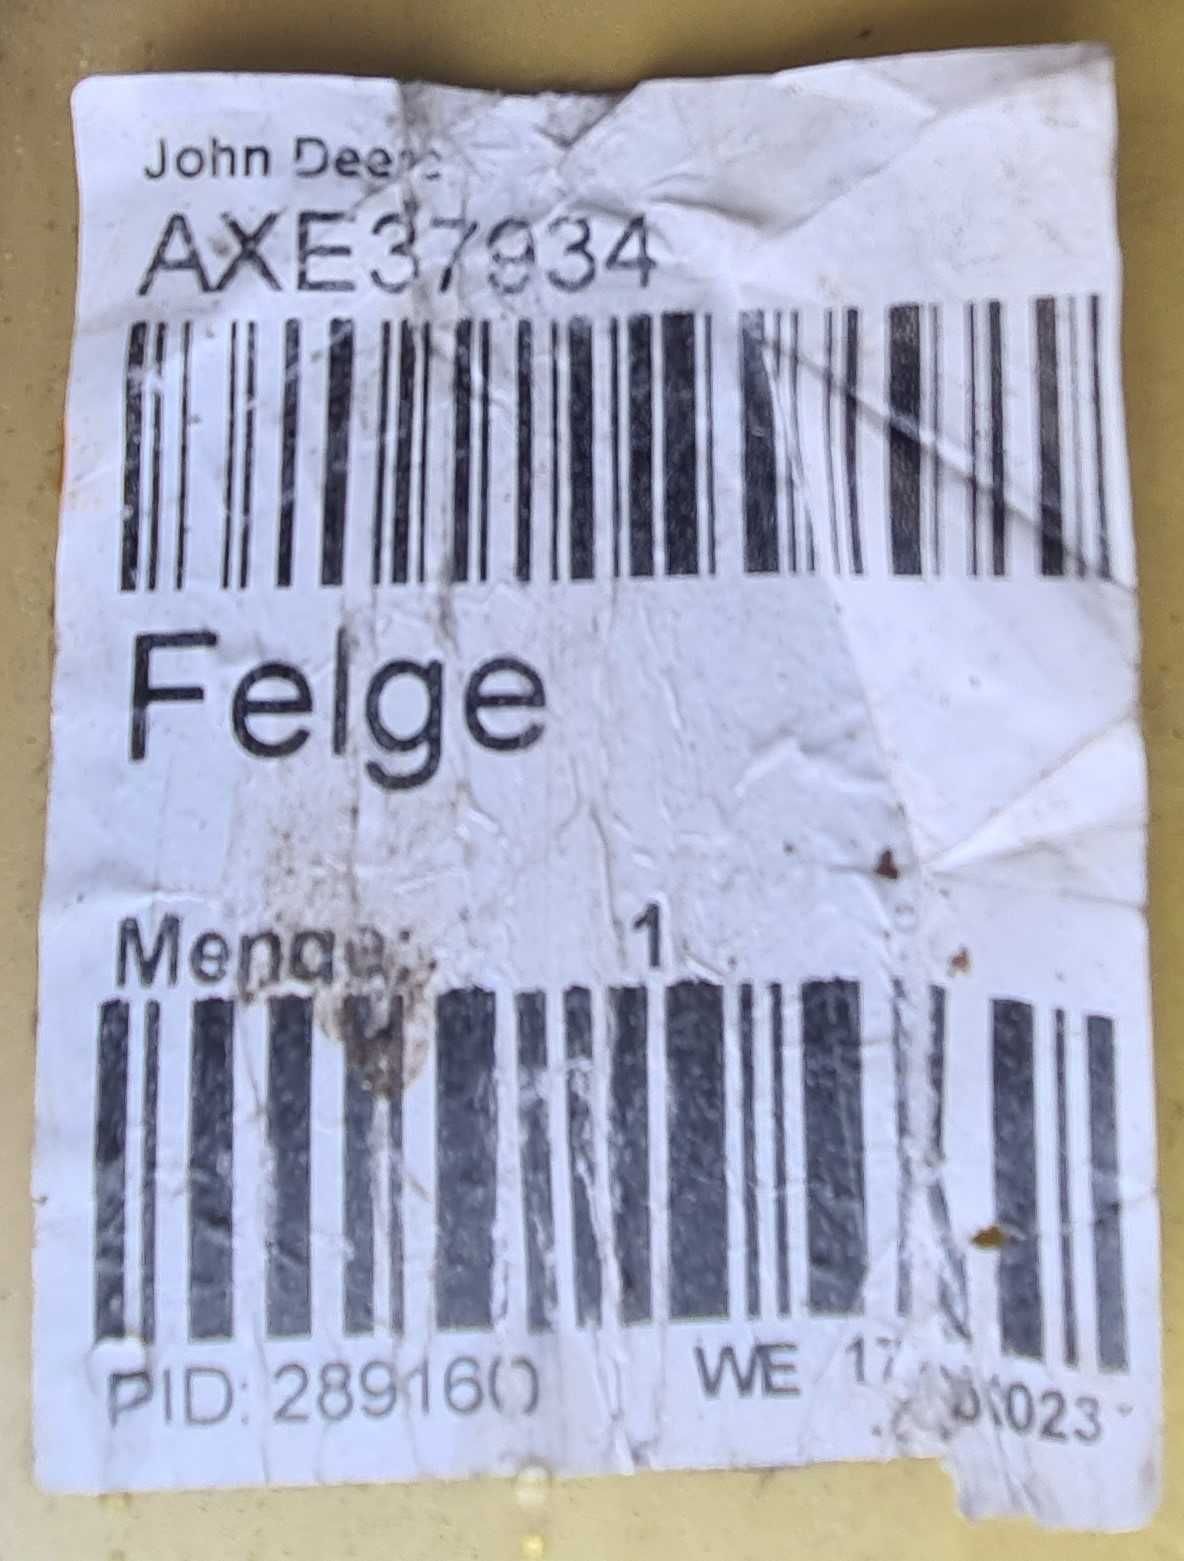 John Deere
AXE37934
Felge
Menge: 1
PID: 289160 WE